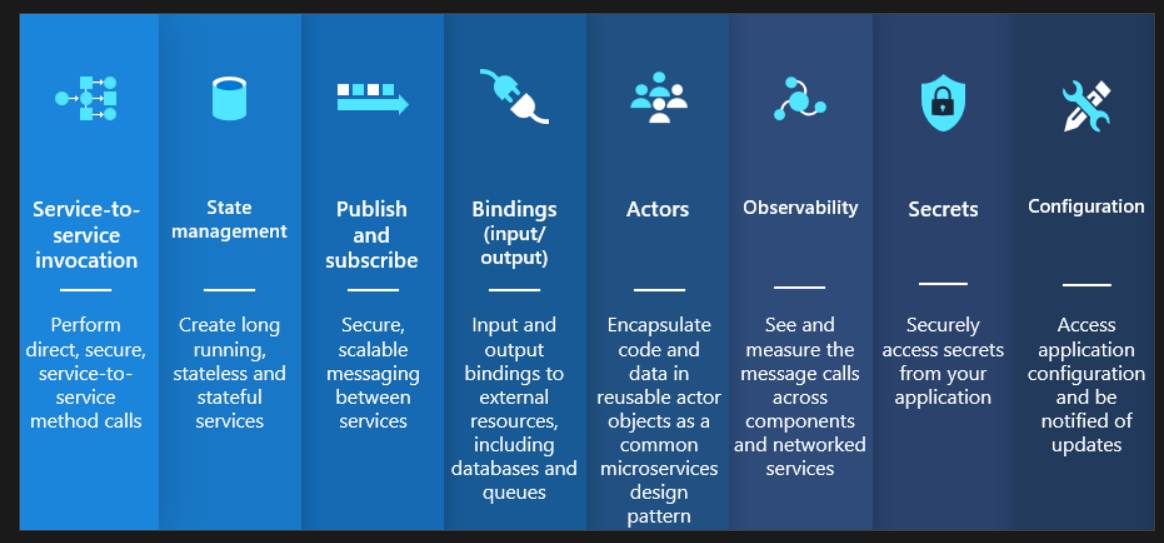 Service-to-
service
invocation
Perform
direct, secure,
service-to-
service
method calls
State
management
Create long
running,
stateless and
stateful
services
Publish
and
subscribe
Secure,
scalable
messaging
between
services
Bindings
(input/
output)
Input and
output
bindings to
external
resources,
including
databases and
queues
Actors
Encapsulate
code and
data in
reusable actor
objects as a
common
microservices
design
pattern
Observability
See and
measure the
message calls
across
components
and networked
services
Secrets
Securely
access secrets
from your
application
Configuration
Access
application
configuration
and be
notified of
updates